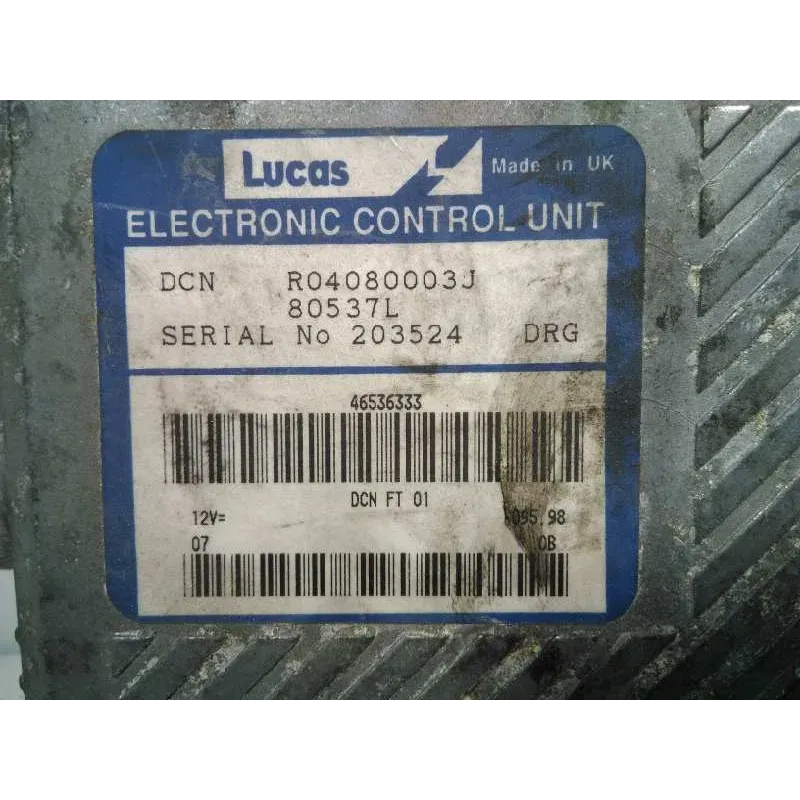 Lucas
Made in UK
ELECTRONIC CONTROL UNIT
DCN R04080003J
80537L
SERIAL No 203524 DRG
46536333
DCN FT 01
12V=
07